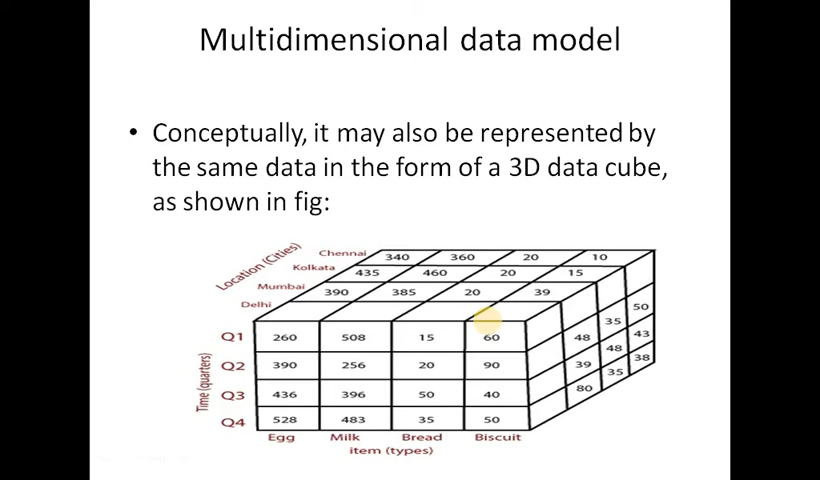 Multidimensional data model
• Conceptually, it may also be represented by
the same data in the form of a 3D data cube,
as shown in fig:
Location (Cities)
Chennai 340 360 20 10
Kolkata 435 460 20 15
Mumbai 390 385 20 39
Delhi
Time (quarters)
Q1 260 508 15 60
Q2 390 256 20 90
Q3 436 396 50 40
Q4 528 483 35 50
48 35 50
39 48 43
80 35 38
Egg Milk Bread Biscuit
item (types)